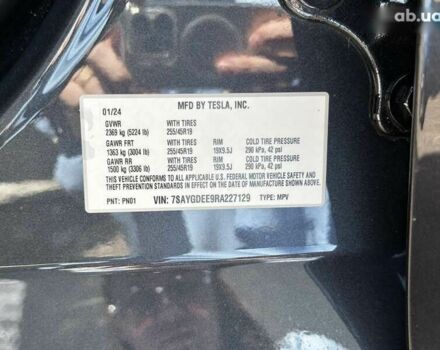 ab.ua
01/24 MFD BY TESLA, INC.
GVWR WITH TIRES
2369 kg (5224 lb) 255/45R19
GAWR FRT WITH TIRES RIM COLD TIRE PRESSURE
1363 kg (3004 lb) 255/45R19 19X9.5J 290 kPa, 42 psi
GAWR RR WITH TIRES RIM COLD TIRE PRESSURE
1500 kg (3306 lb) 255/45R19 19X9.5J 290 kPa, 42 psi
THIS VEHICLE CONFORMS TO ALL APPLICABLE U.S. FEDERAL MOTOR VEHICLE SAFETY AND
THEFT PREVENTION STANDARDS IN EFFECT ON THE DATE OF MANUFACTURE SHOWN ABOVE.
PNT: PN01 VIN: 7SAYGDEE9RA227129 TYPE: MPV